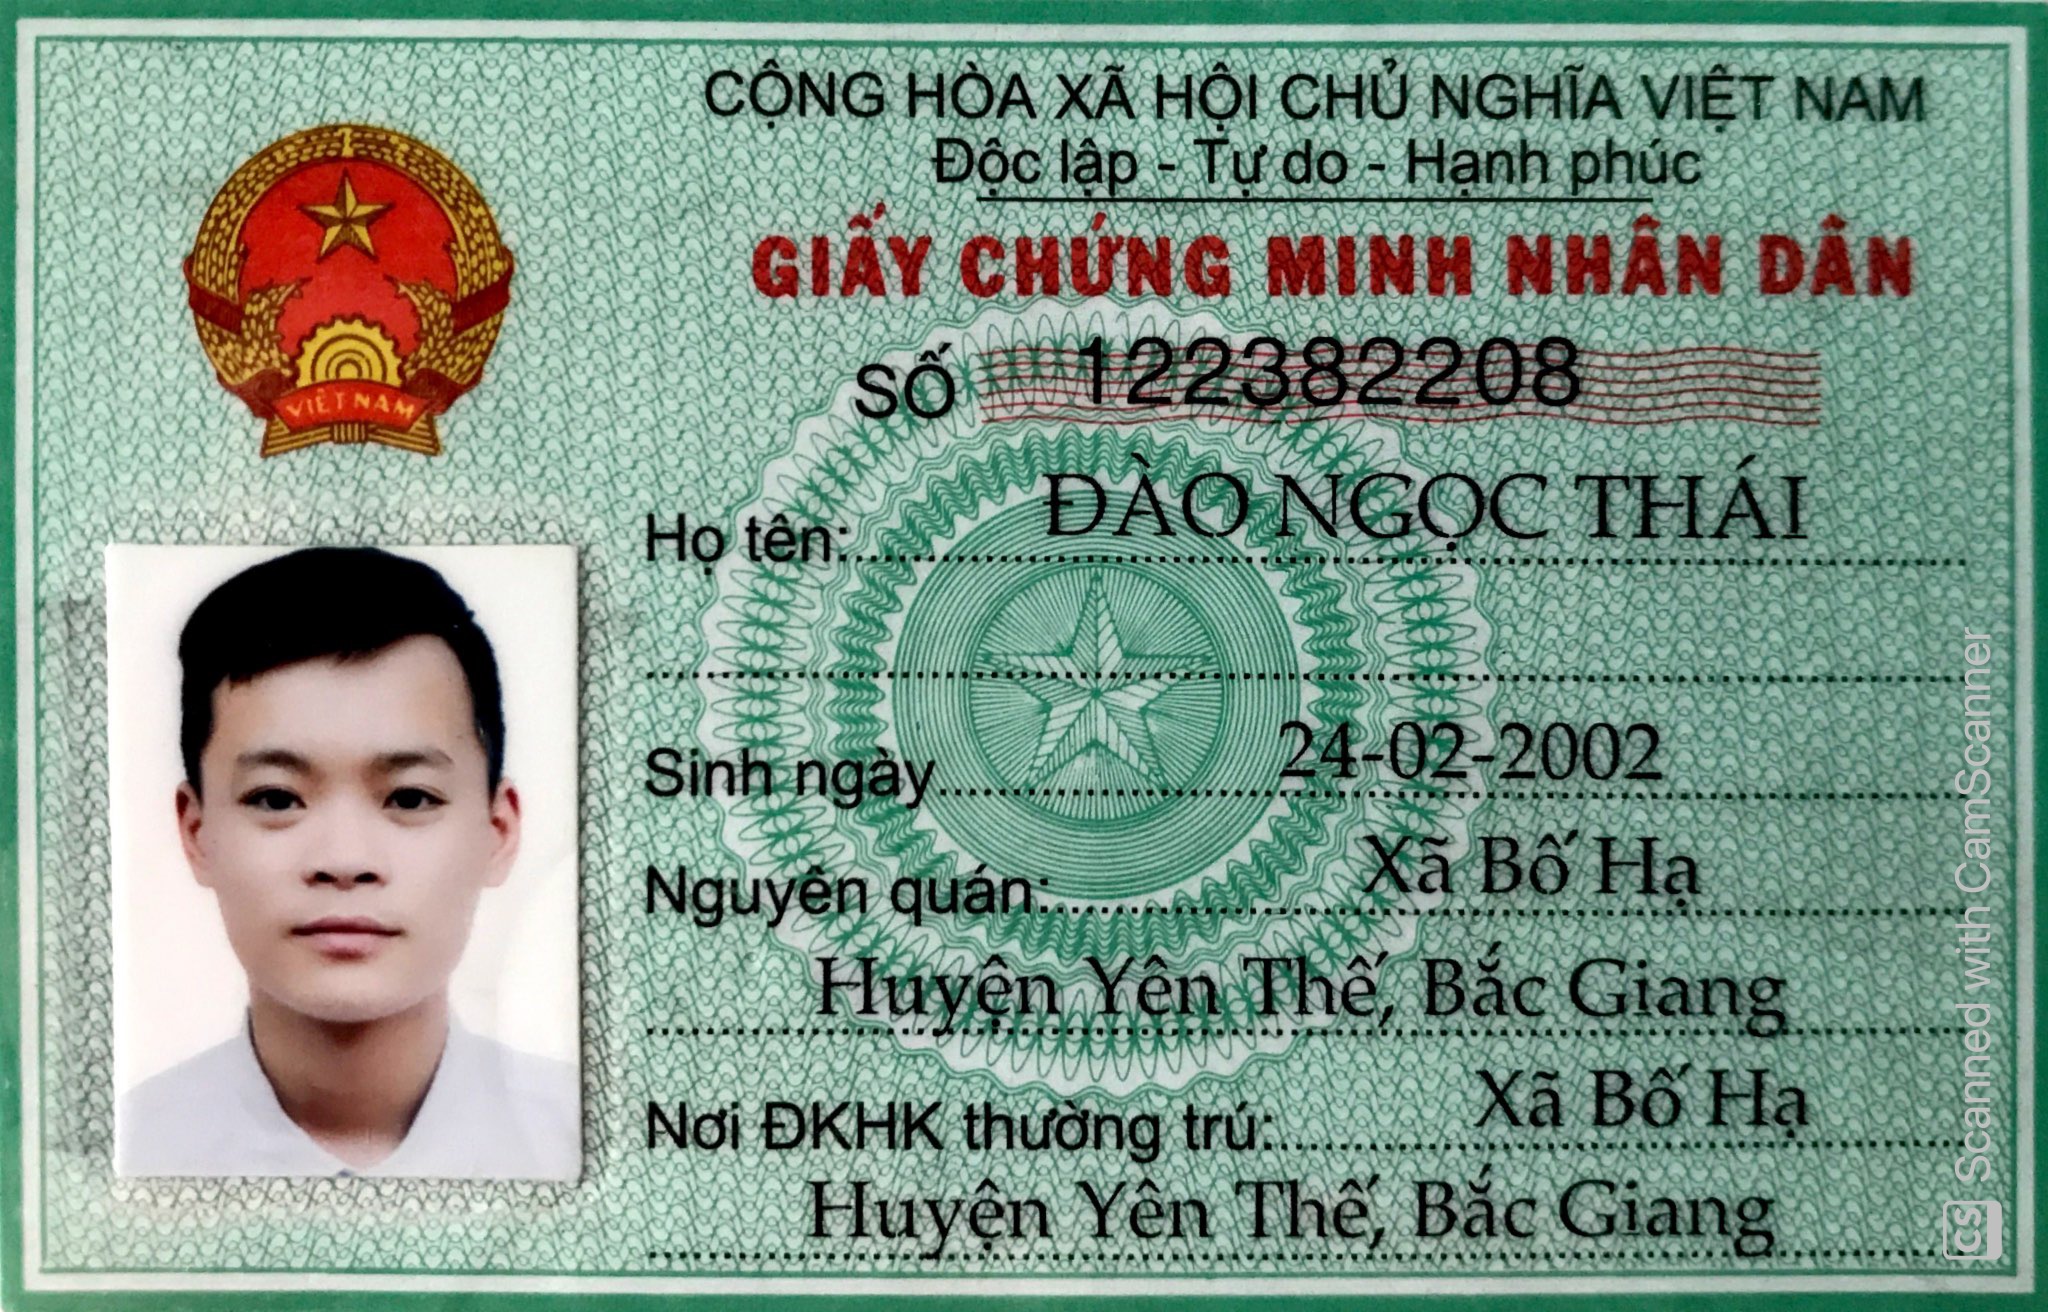 CỘNG HÒA XÃ HỘI CHỦ NGHĨA VIỆT NAM
Độc lập - Tự do - Hạnh phúc
GIẤY CHỨNG MINH NHÂN DÂN
SỐ 122382208
VIỆT NAM
Họ tên: ĐÀO NGỌC THÁI
Sinh ngày 24-02-2002
Nguyên quán: Xã Bố Hạ
Huyện Yên Thế, Bắc Giang
Nơi ĐKHK thường trú: Xã Bố Hạ
Huyện Yên Thế, Bắc Giang
CS Scanned with CamScanner